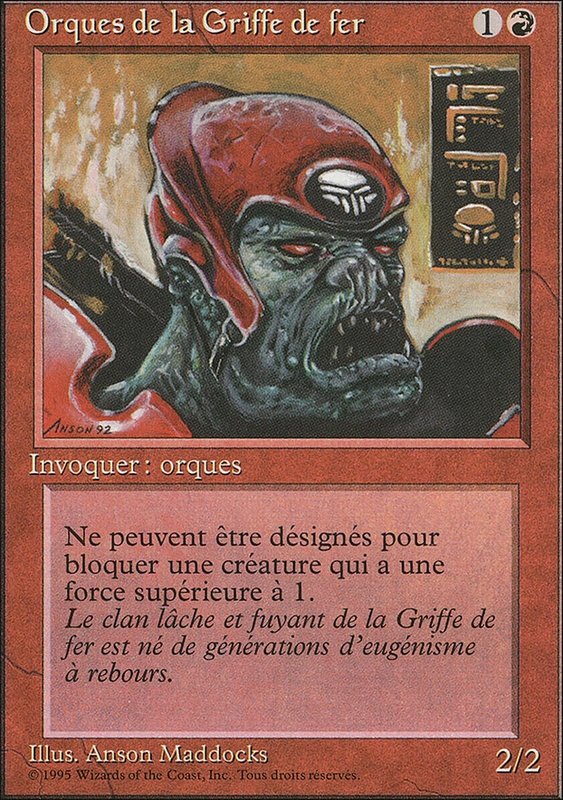 Orques de la Griffe de fer 1
ANSON 92
Invoquer : orques
Ne peuvent être désignés pour
bloquer une créature qui a une
force supérieure à 1.
Le clan lâche et fuyant de la Griffe de
fer est né de générations d'eugénisme
à rebours.
Illus. Anson Maddocks
2/2
© 1995 Wizards of the Coast, Inc. Tous droits réservés.